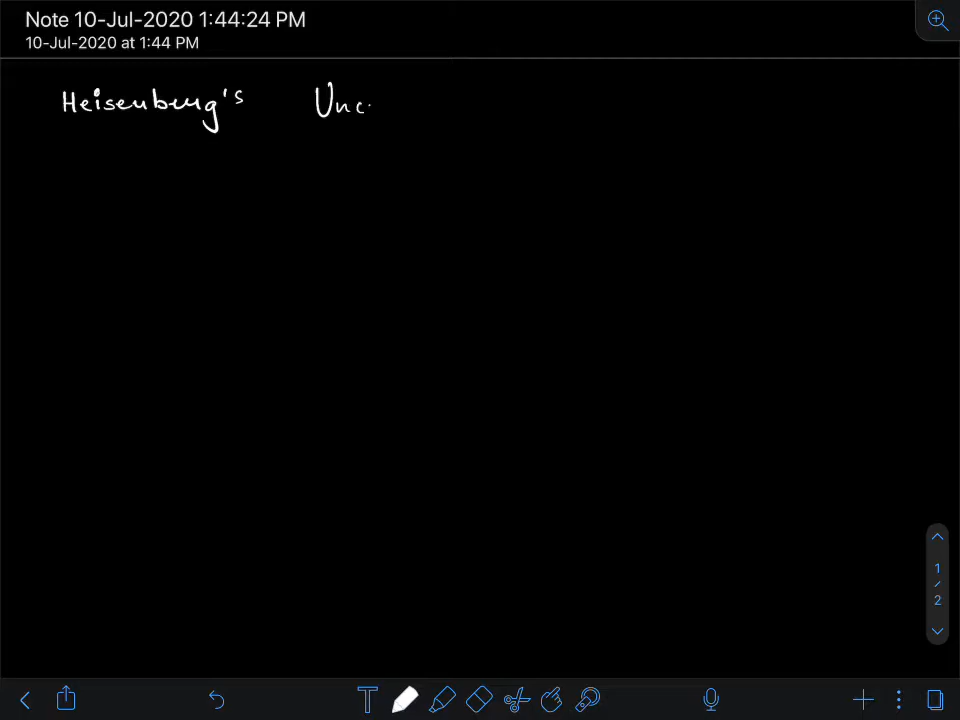 Note 10-Jul-2020 1:44:24 PM
10-Jul-2020 at 1:44 PM
Heisenberg's Unc
1
/
2